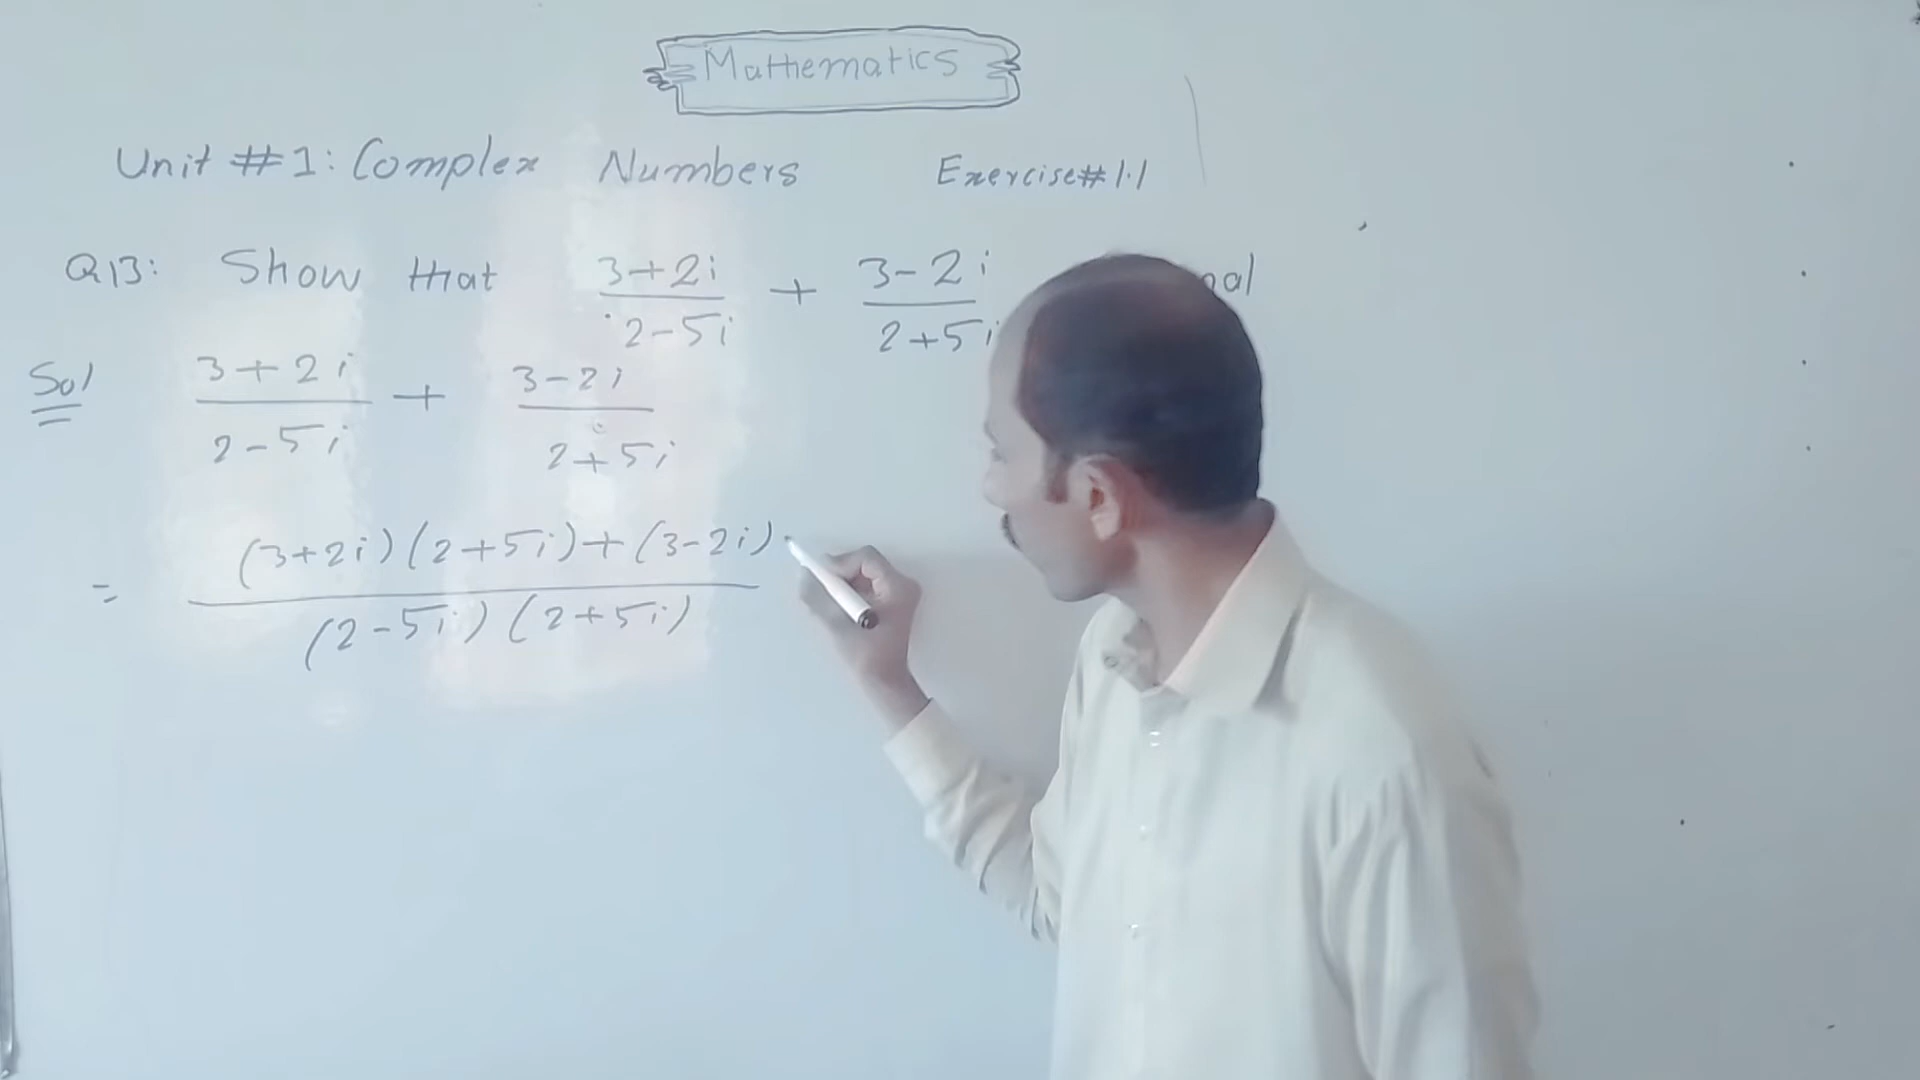 Mathematics
Unit #1: Complex Numbers Exercise#1.1
Q13: Show that (3+2i)/(2-5i) + (3-2i)/(2+5i)
Sol (3+2i)/(2-5i) + (3-2i)/(2+5i)
= (3+2i)(2+5i)+(3-2i)
(2-5i)(2+5i)